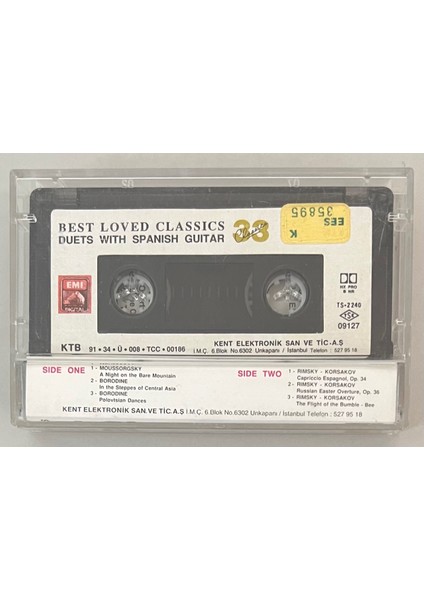 BEST LOVED CLASSICS 33
DUETS WITH SPANISH GUITAR
EES
35895
K
EMI
DIGITAL
HX PRO
B NR
TS-2240
TSE
09127
KENT ELEKTRONİK SAN VE TİC.A.Ş
KTB 91 • 34 • Ü • 008 • TCC • 00186
İ.M.Ç. 6.Blok No.6302 Unkapanı / İstanbul Telefon : 527 95 18
SIDE ONE
1 - MOUSSORGSKY
A Night on the Bare Mountain
2 - BORODINE
In the Steppes of Central Asia
3 - BORODINE
Polovtsian Dances
SIDE TWO
1 - RIMSKY - KORSAKOV
Capriccio Espagnol, Op. 34
2 - RIMSKY - KORSAKOV
Russian Easter Overture, Op. 36
3 - RIMSKY - KORSAKOV
The Flight of the Bumble - Bee
KENT ELEKTRONİK SAN.VE TİC.A.Ş İ.M.Ç. 6.Blok No:6302 Unkapanı / İstanbul Telefon : 527 95 18